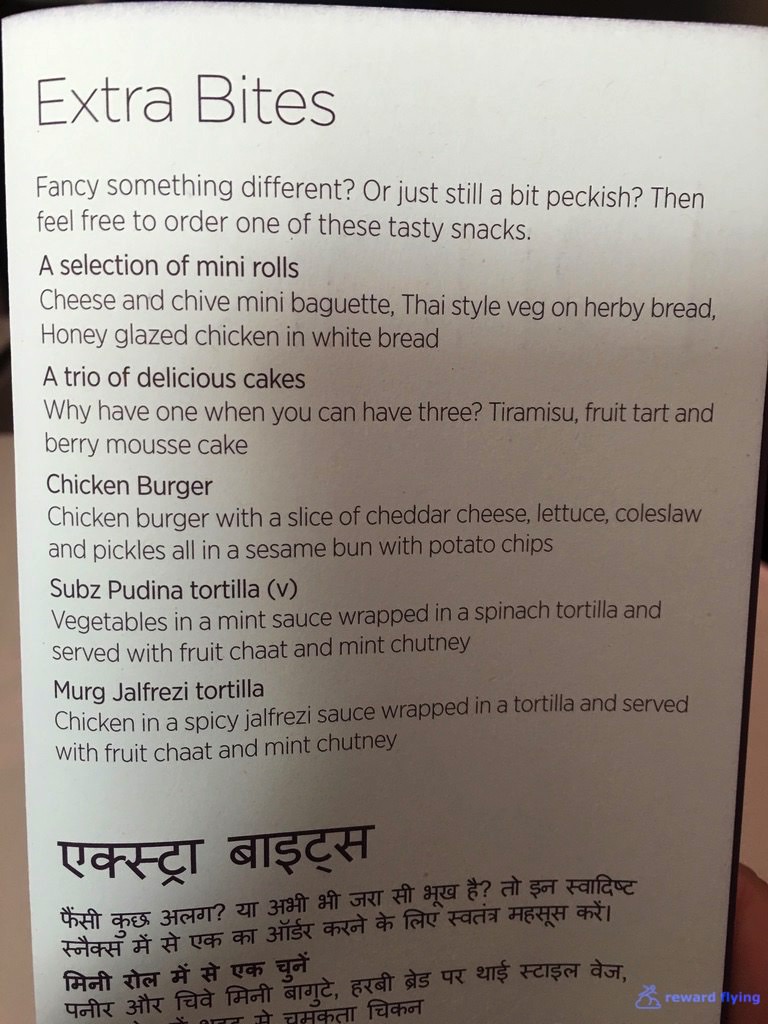 Extra Bites
Fancy something different? Or just still a bit peckish? Then
feel free to order one of these tasty snacks.
A selection of mini rolls
Cheese and chive mini baguette, Thai style veg on herby bread,
Honey glazed chicken in white bread
A trio of delicious cakes
Why have one when you can have three? Tiramisu, fruit tart and
berry mousse cake
Chicken Burger
Chicken burger with a slice of cheddar cheese, lettuce, coleslaw
and pickles all in a sesame bun with potato chips
Subz Pudina tortilla (v)
Vegetables in a mint sauce wrapped in a spinach tortilla and
served with fruit chaat and mint chutney
Murg Jalfrezi tortilla
Chicken in a spicy jalfrezi sauce wrapped in a tortilla and served
with fruit chaat and mint chutney
एक्स्ट्रा बाइट्स
फैंसी कुछ अलग? या अभी भी जरा सी भूख है? तो इन स्वादिष्ट
स्नैक्स में से एक का ऑर्डर करने के लिए स्वतंत्र महसूस करें।
मिनी रोल में से एक चुनें
पनीर और चिवे मिनी बागुटे, हरबी ब्रेड पर थाई स्टाइल वेज,
से चमकता चिकन
reward flying